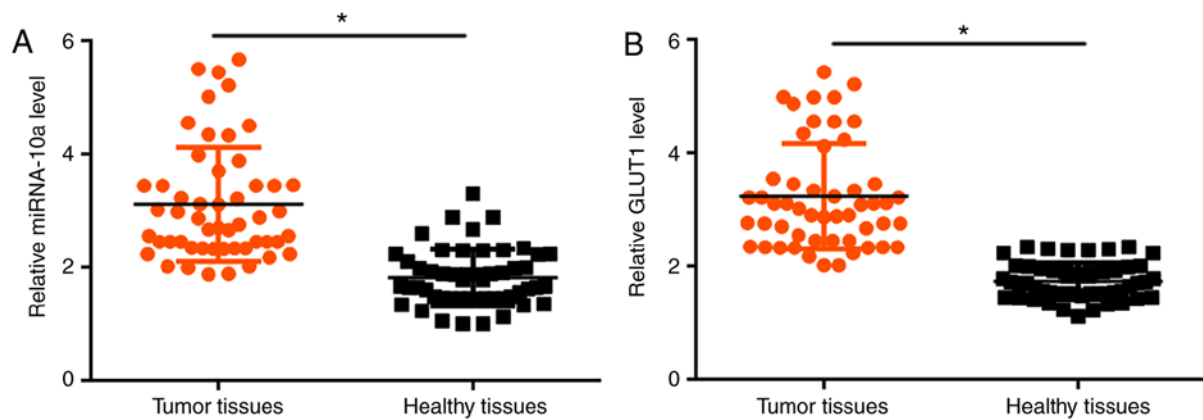 A
*
6
4
2
0
Relative miRNA-10a level
Tumor tissues
Healthy tissues
B
*
6
4
2
0
Relative GLUT1 level
Tumor tissues
Healthy tissues